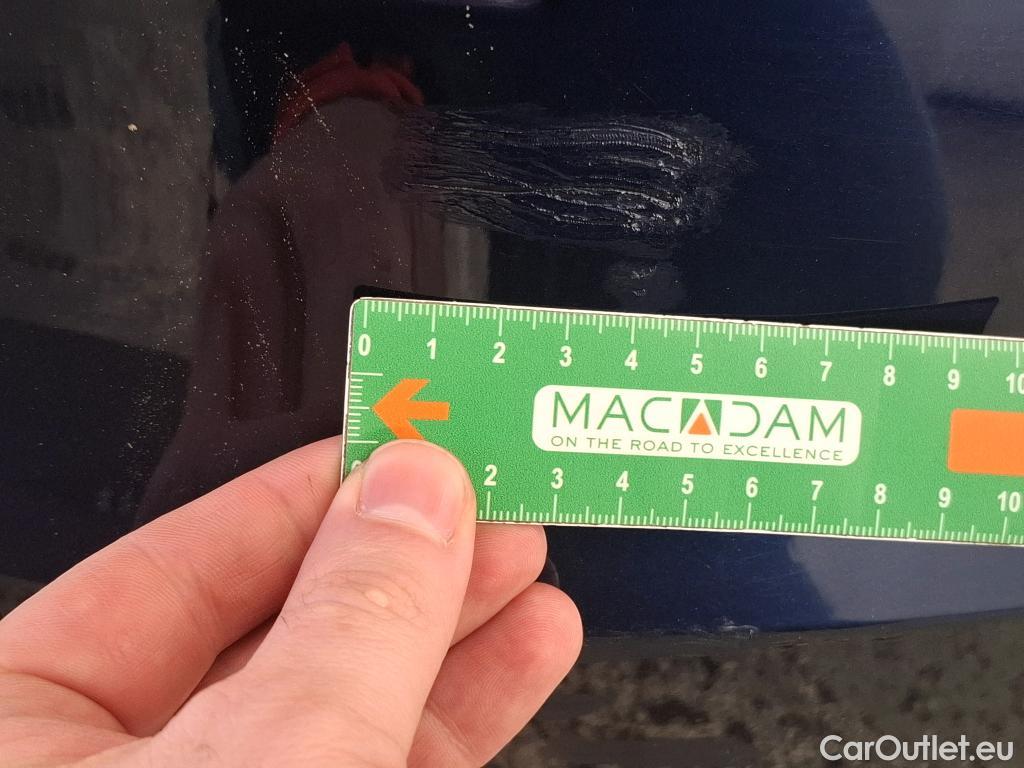 0 1 2 3 4 5 6 7 8 9 10
MACADAM
ON THE ROAD TO EXCELLENCE
2 3 4 5 6 7 8 9 10
CarOutlet.eu